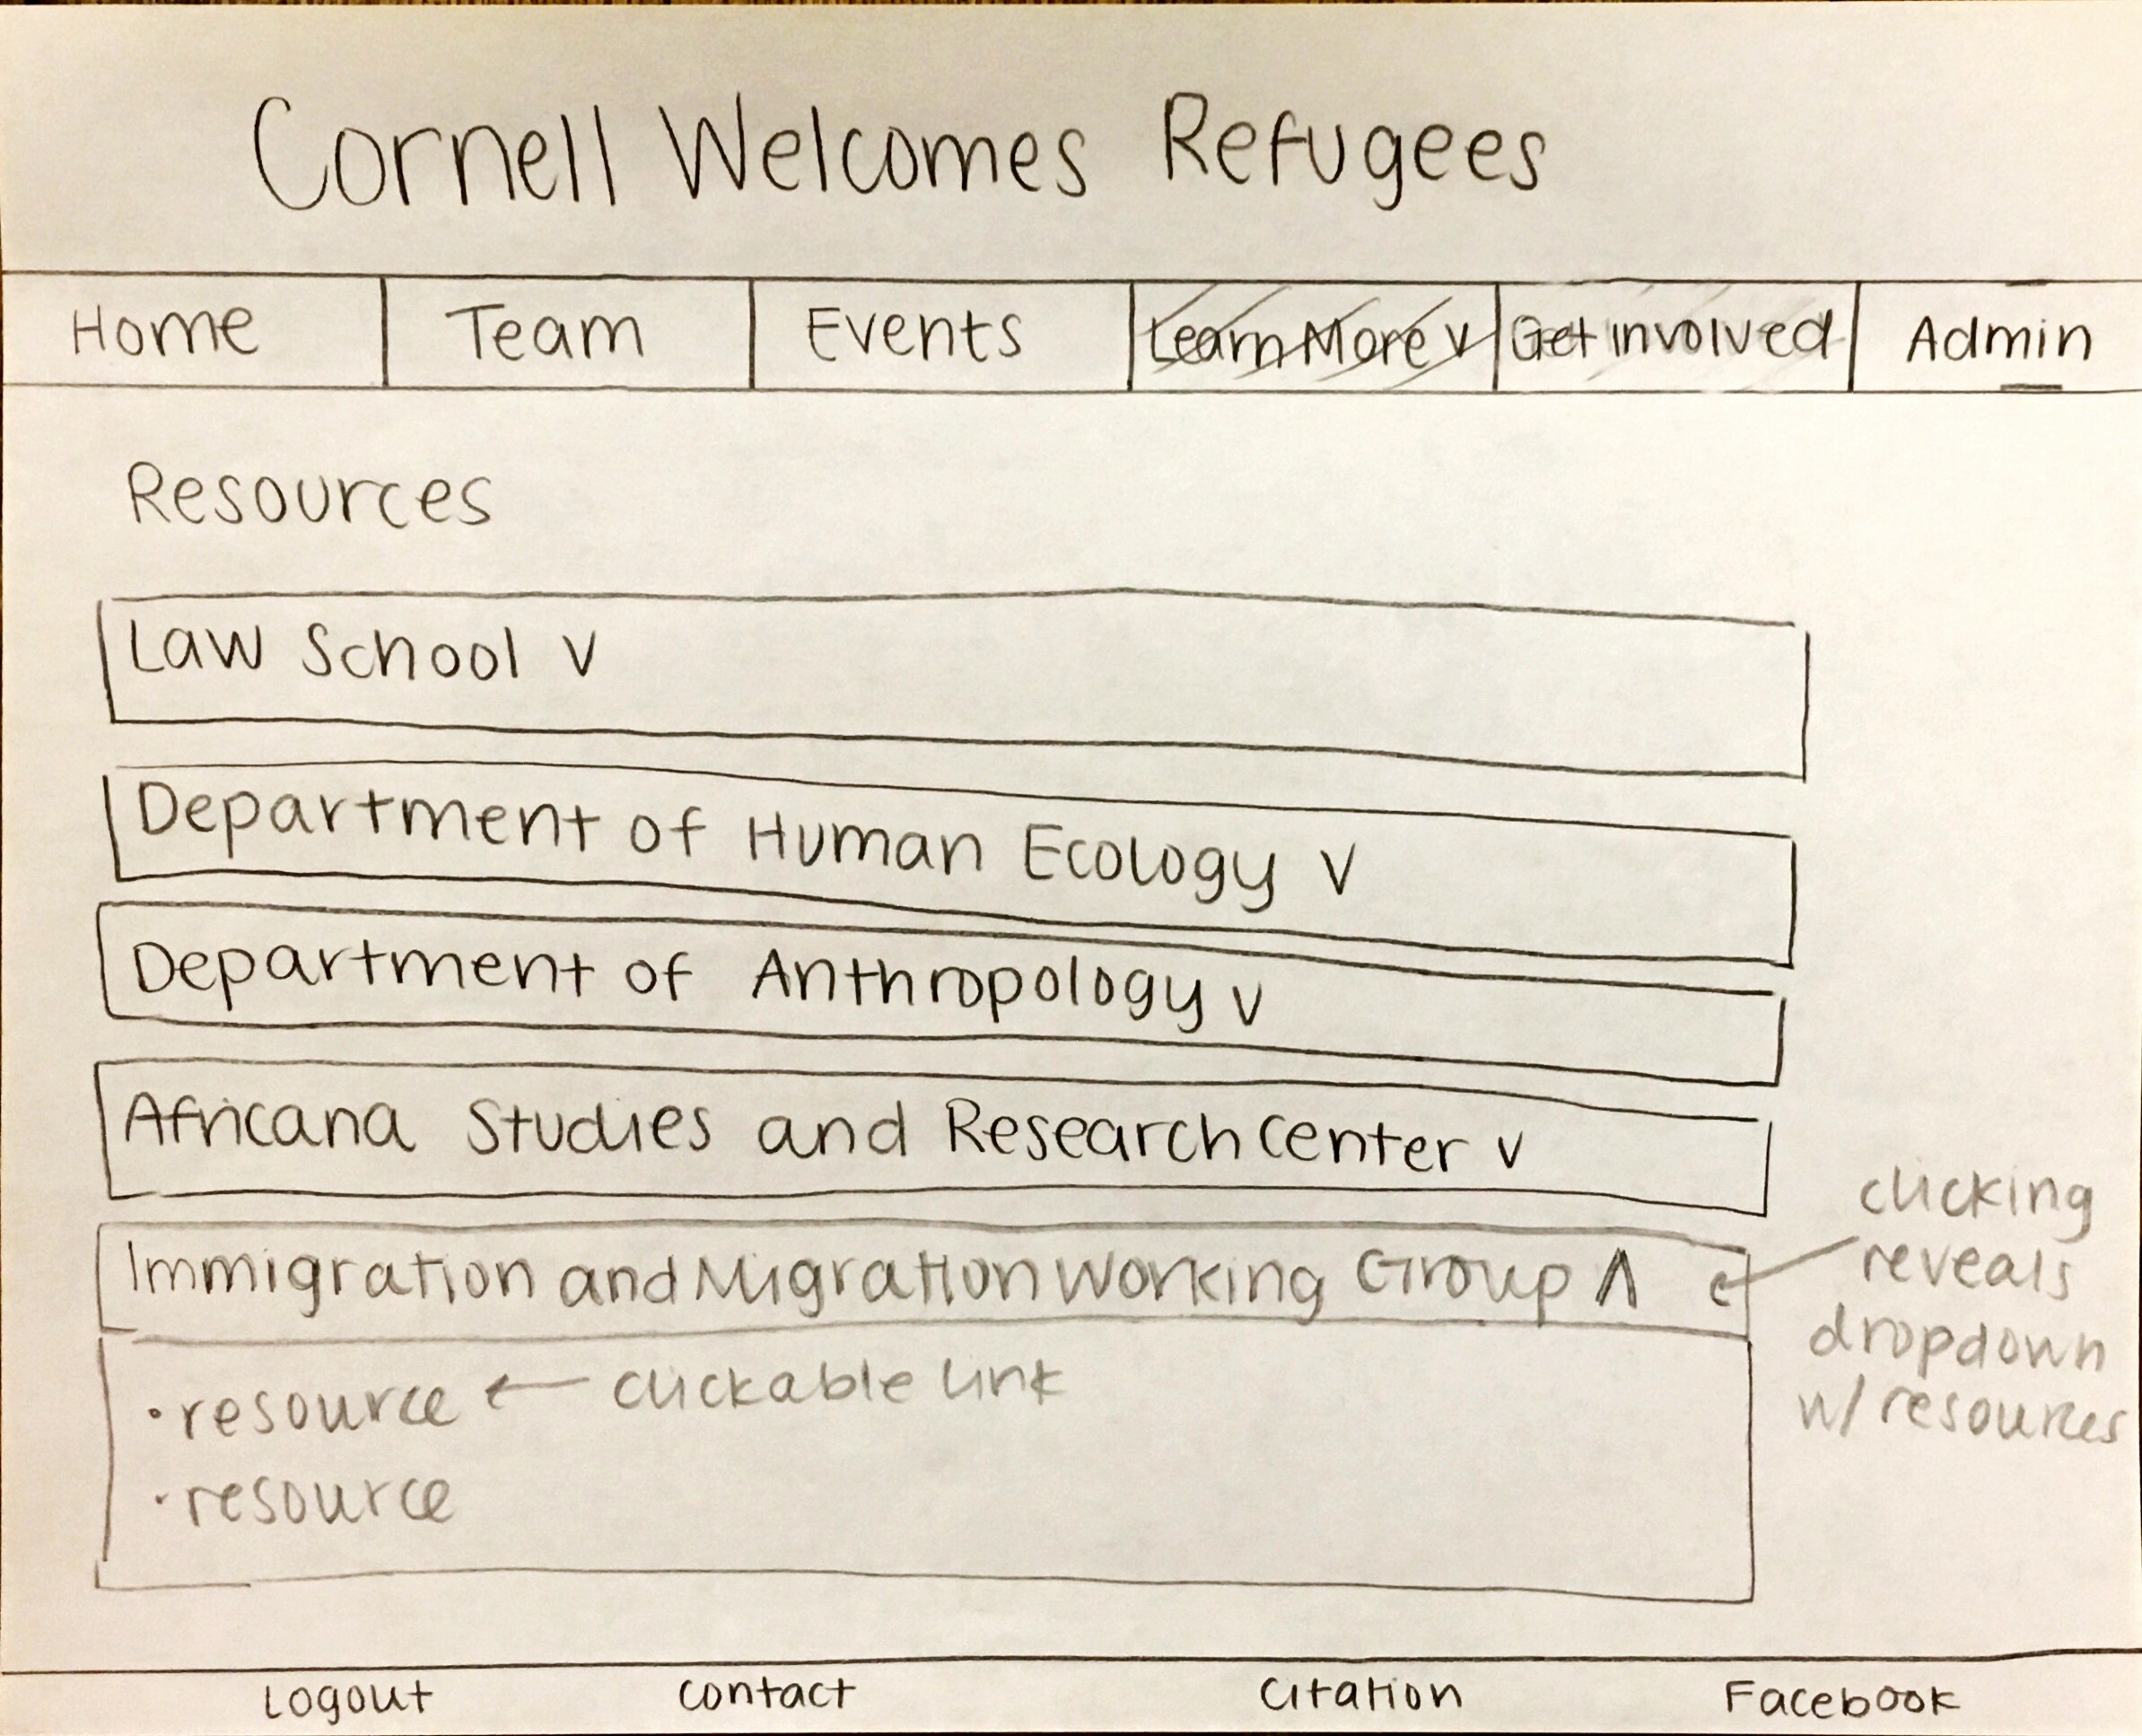 Cornell Welcomes Refugees
Home Team Events Learn More v Get involved Admin
Resources
Law School v
Department of Human Ecology v
Department of Anthropology v
Africana Studies and Research Center v
Immigration and Migration Working Group ʌ
clicking
reveals
dropdown
w/ resources
• resource ← clickable link
• resource
Logout contact Citation Facebook